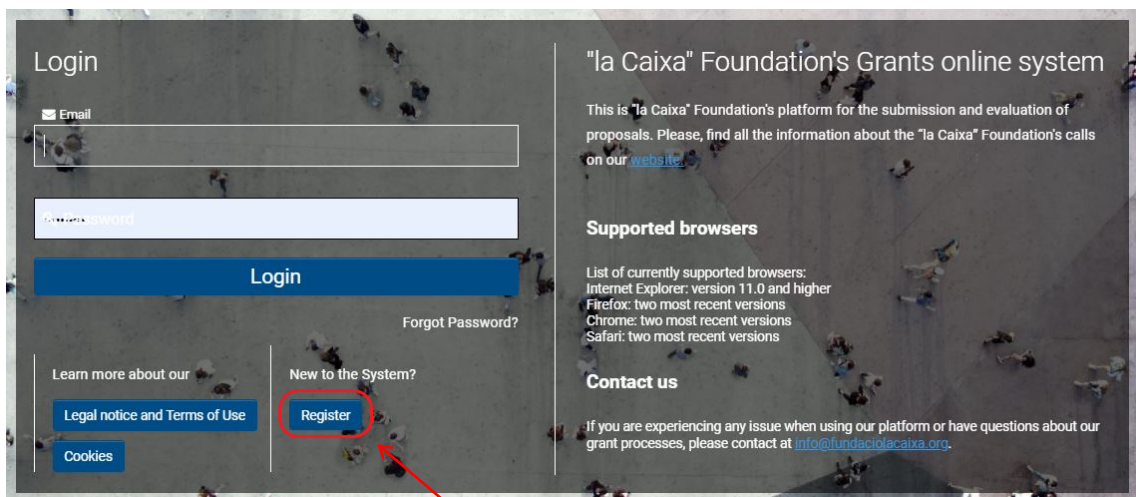 Login
Email
Password
Login
Forgot Password?
Learn more about our
Legal notice and Terms of Use
Cookies
New to the System?
Register
"la Caixa" Foundation's Grants online system
This is "la Caixa" Foundation's platform for the submission and evaluation of
proposals. Please, find all the information about the "la Caixa" Foundation's calls
on our website.
Supported browsers
List of currently supported browsers:
Internet Explorer: version 11.0 and higher
Firefox: two most recent versions
Chrome: two most recent versions
Safari: two most recent versions
Contact us
If you are experiencing any issue when using our platform or have questions about our
grant processes, please contact at info@fundaciolacaixa.org.